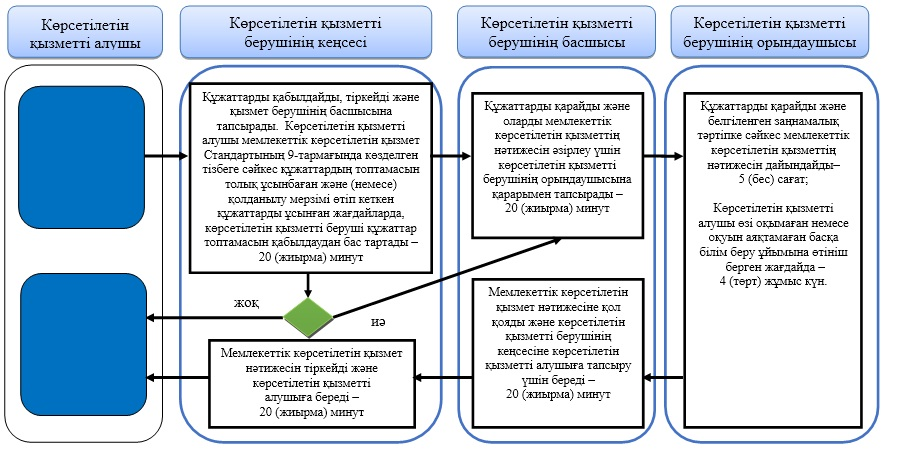 Көрсетілетін
қызметті алушы
Көрсетілетін қызметті
берушінің кеңсесі
Көрсетілетін қызметті
берушінің басшысы
Көрсетілетін қызметті
берушінің орындаушысы
Құжаттарды қабылдайды, тіркейді және
қызмет берушінің басшысына
тапсырады. Көрсетілетін қызметті
алушы мемлекеттік көрсетілетін қызмет
Стандартының 9-тармағында көзделген
тізбеге сәйкес құжаттардың топтамасын
толық ұсынбаған және (немесе)
қолданылу мерзімі өтіп кеткен
құжаттарды ұсынған жағдайларда,
көрсетілетін қызметті беруші құжаттар
топтамасын қабылдаудан бас тартады –
20 (жиырма) минут
Құжаттарды қарайды және
оларды мемлекеттік
көрсетілетін қызметтің
нәтижесін әзірлеу үшін
көрсетілетін қызметті
берушінің орындаушысына
қарарымен тапсырады –
20 (жиырма) минут
Құжаттарды қарайды және
белгіленген заңнамалық
тәртіпке сәйкес мемлекеттік
көрсетілетін қызметтің
нәтижесін дайындайды–
5 (бес) сағат;
Көрсетілетін қызметті
алушы өзі оқымаған немесе
оқуын аяқтамаған басқа
білім беру ұйымына өтініш
берген жағдайда –
4 (төрт) жұмыс күн.
жоқ
иә
Мемлекеттік көрсетілетін қызмет
нәтижесін тіркейді және
көрсетілетін қызметті
алушыға береді –
20 (жиырма) минут
Мемлекеттік көрсетілетін
қызмет нәтижесіне қол
қояды және көрсетілетін
қызметті берушінің
кеңсесіне көрсетілетін
қызметті алушыға тапсыру
үшін береді –
20 (жиырма) минут